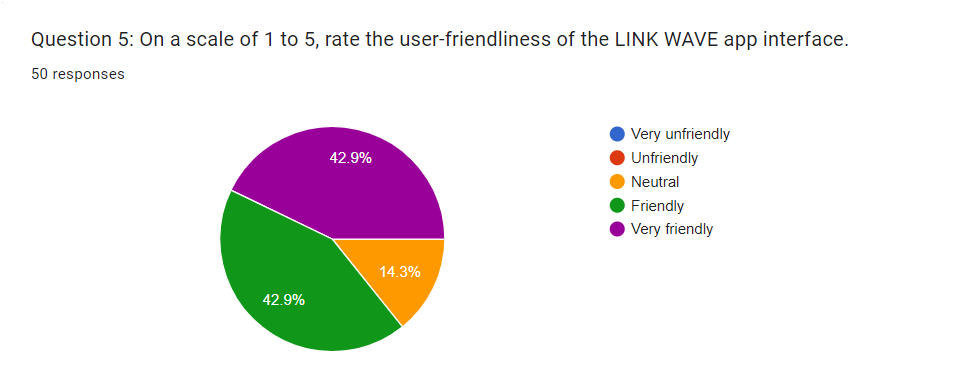 Question 5: On a scale of 1 to 5, rate the user-friendliness of the LINK WAVE app interface.
50 responses
42.9%
14.3%
42.9%
Very unfriendly
Unfriendly
Neutral
Friendly
Very friendly